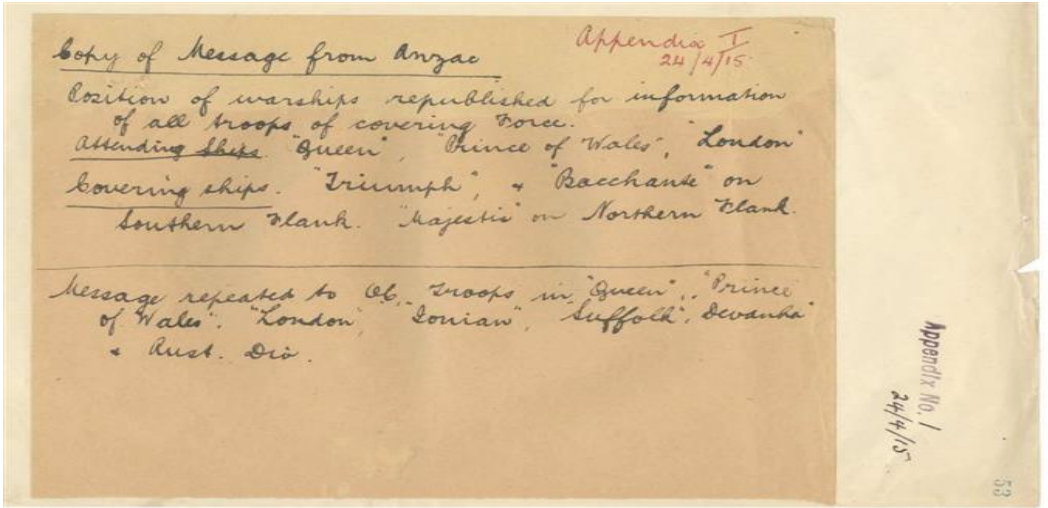 Copy of Message from Anzac
Appendix I
24/4/15
Position of warships republished for information
of all troops of covering Force.
Attending Ships. "Queen", "Prince of Wales", "London"
Covering ships. "Triumph", & "Bacchante" on
Southern Flank. "Majestic" on Northern Flank.
Message repeated to OC. Troops in "Queen", "Prince
of Wales", "London", "Ionian", "Suffolk", Devanha"
& Aust. Div.
Appendix No. 1
24/4/15
53